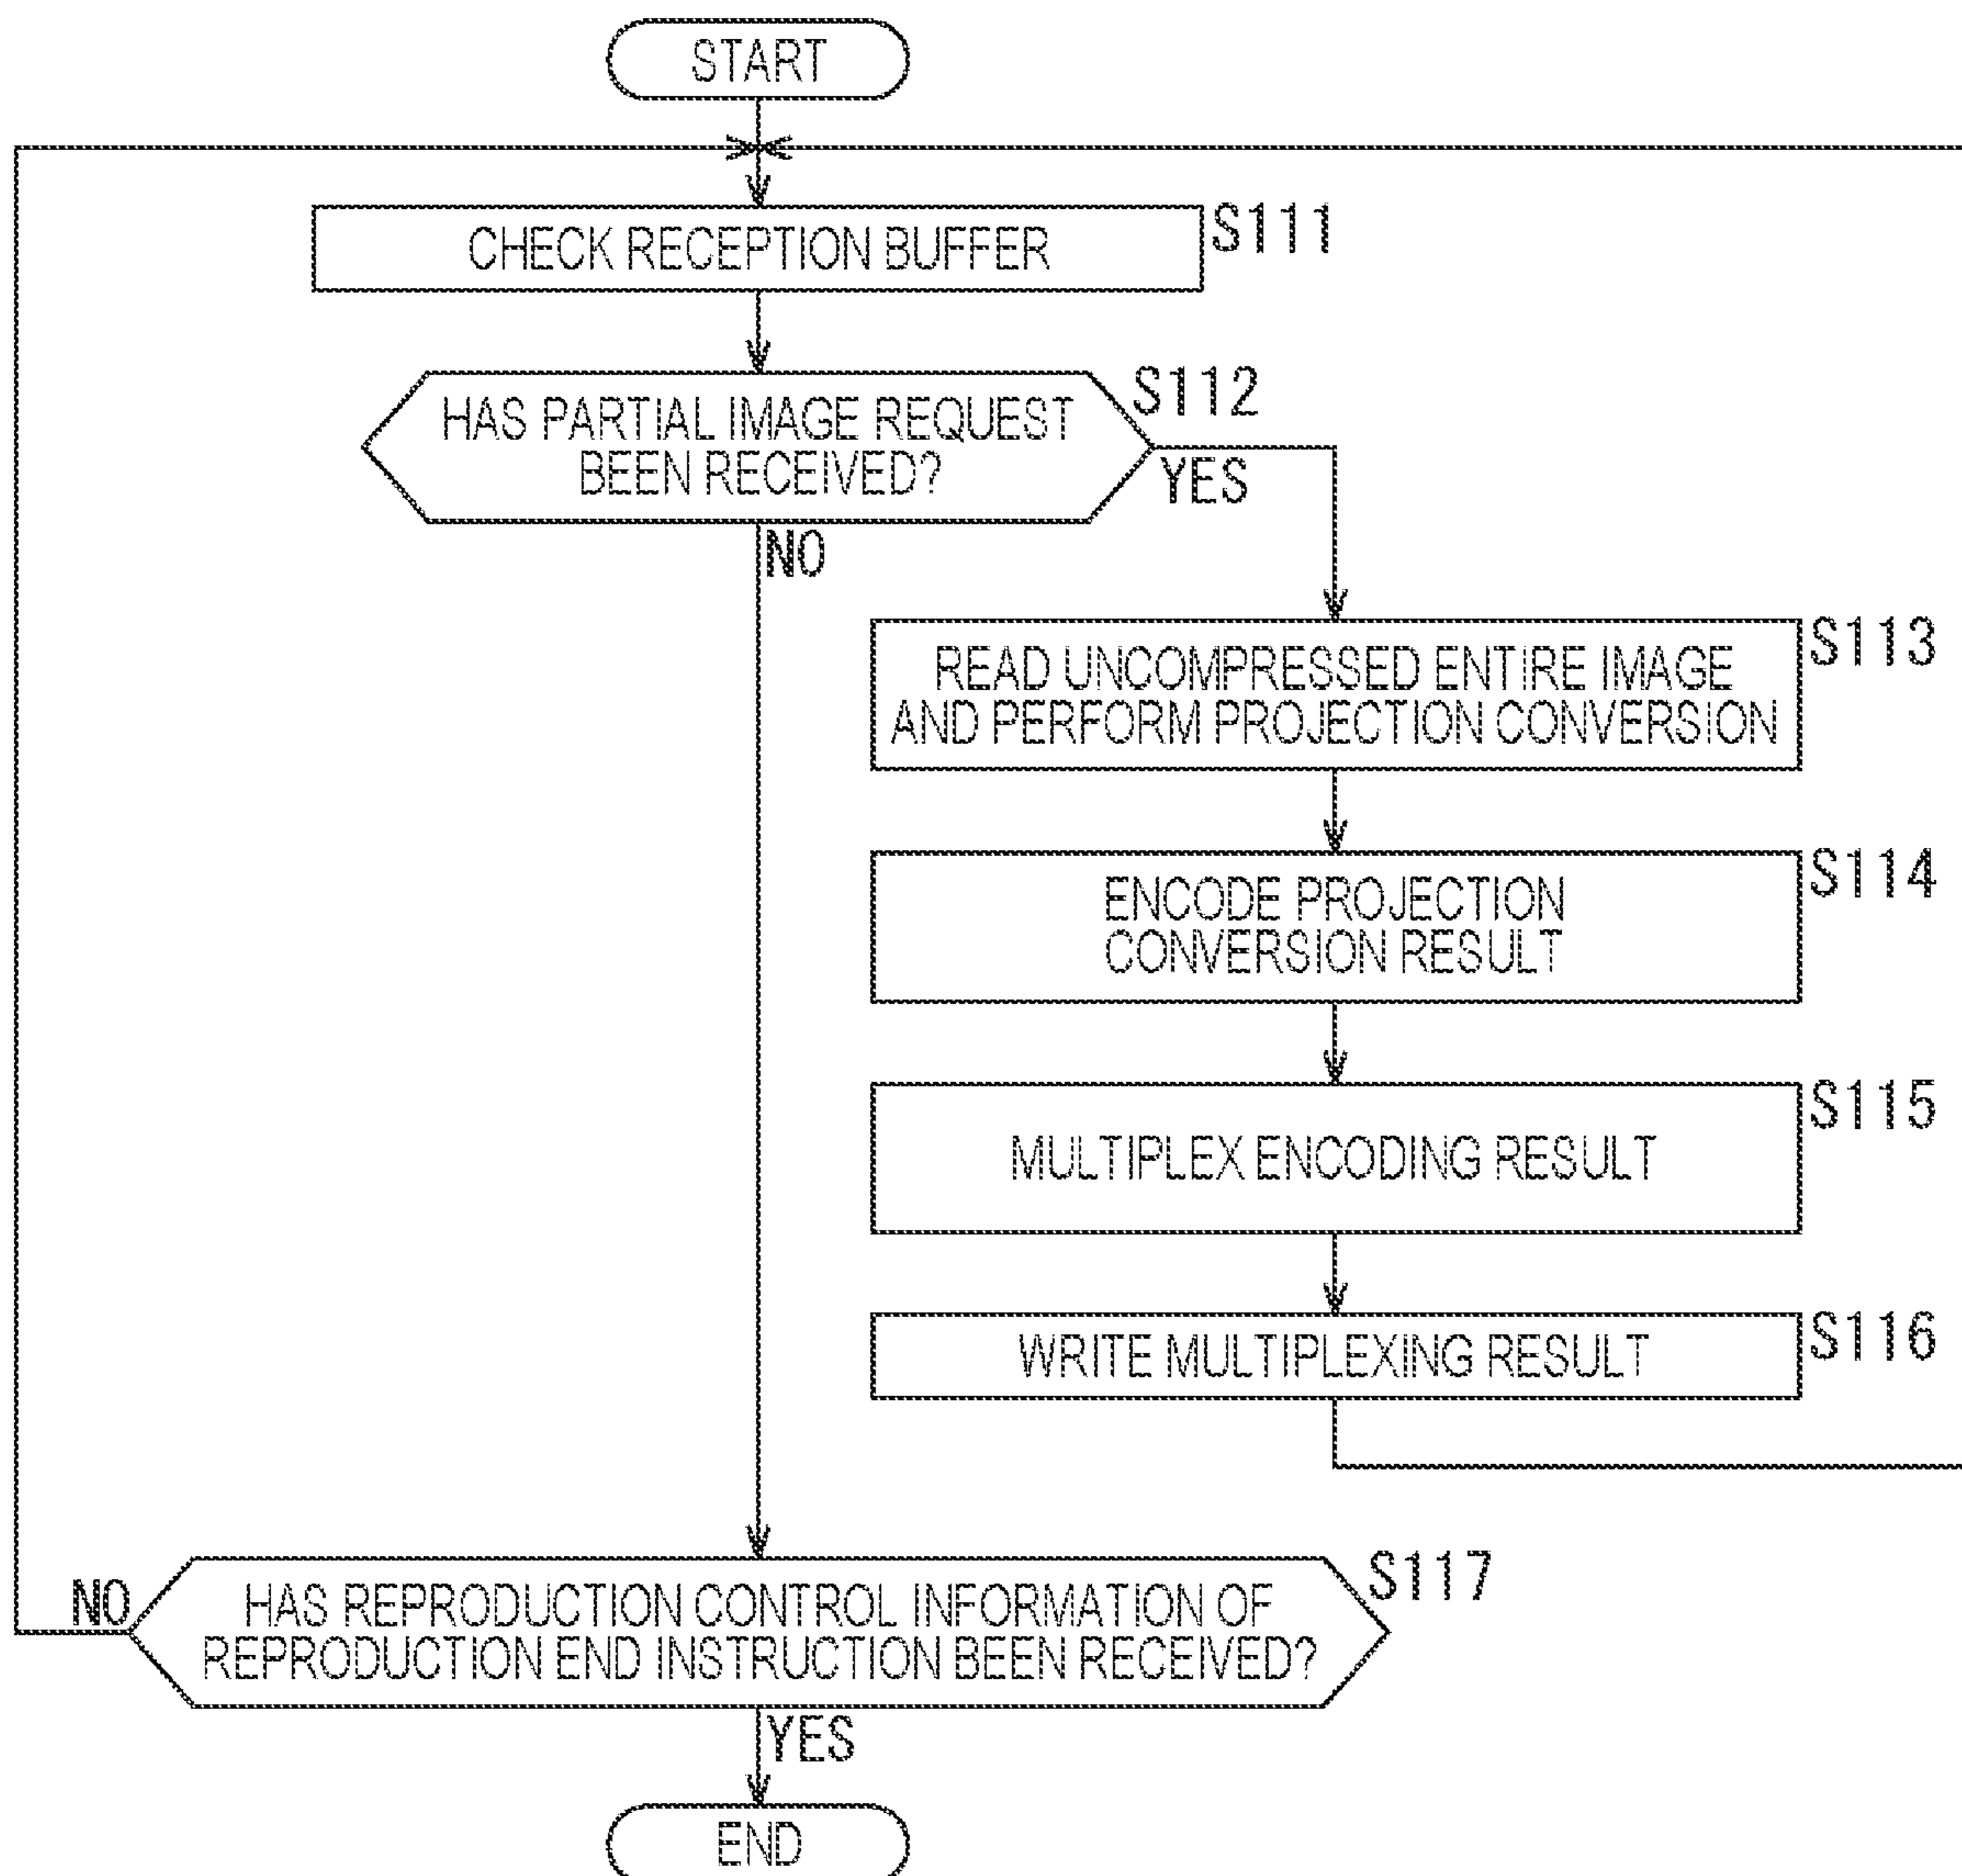 START
CHECK RECEPTION BUFFER
S111
HAS PARTIAL IMAGE REQUEST
BEEN RECEIVED?
S112
YES
NO
READ UNCOMPRESSED ENTIRE IMAGE
AND PERFORM PROJECTION CONVERSION
S113
ENCODE PROJECTION
CONVERSION RESULT
S114
MULTIPLEX ENCODING RESULT
S115
WRITE MULTIPLEXING RESULT
S116
HAS REPRODUCTION CONTROL INFORMATION OF
REPRODUCTION END INSTRUCTION BEEN RECEIVED?
S117
NO
YES
END